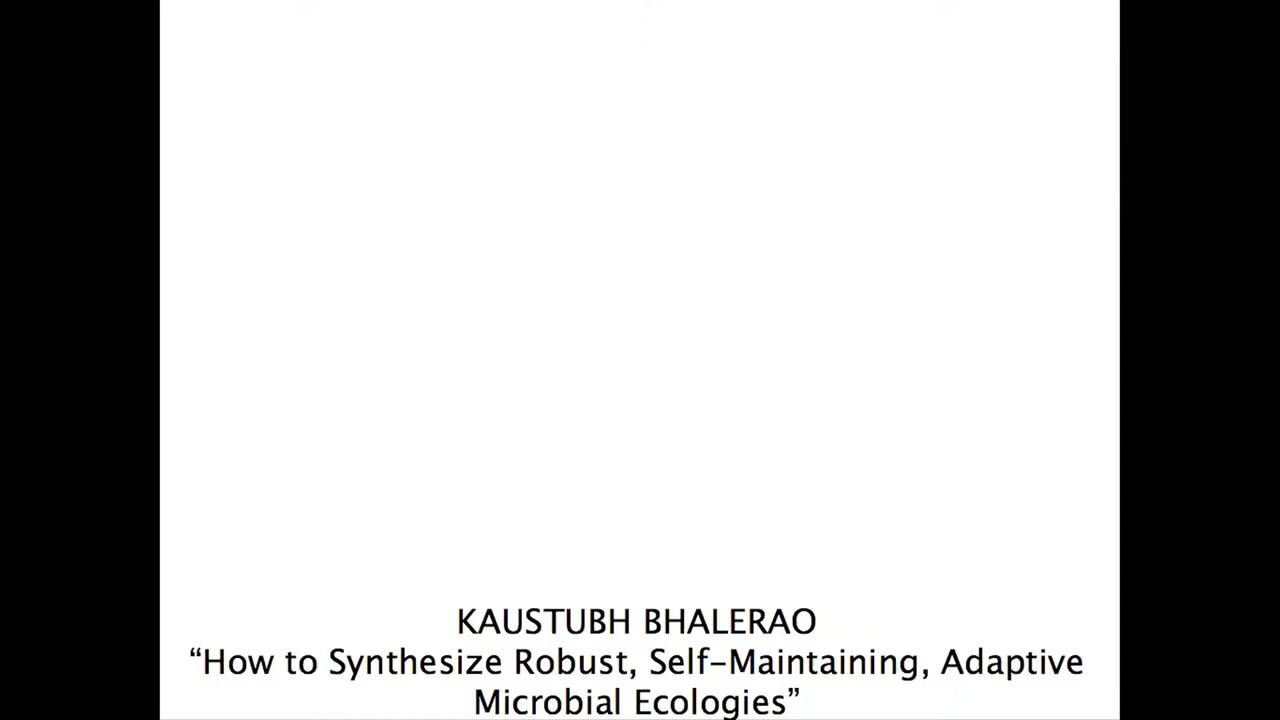 KAUSTUBH BHALERAO
“How to Synthesize Robust, Self-Maintaining, Adaptive
Microbial Ecologies”